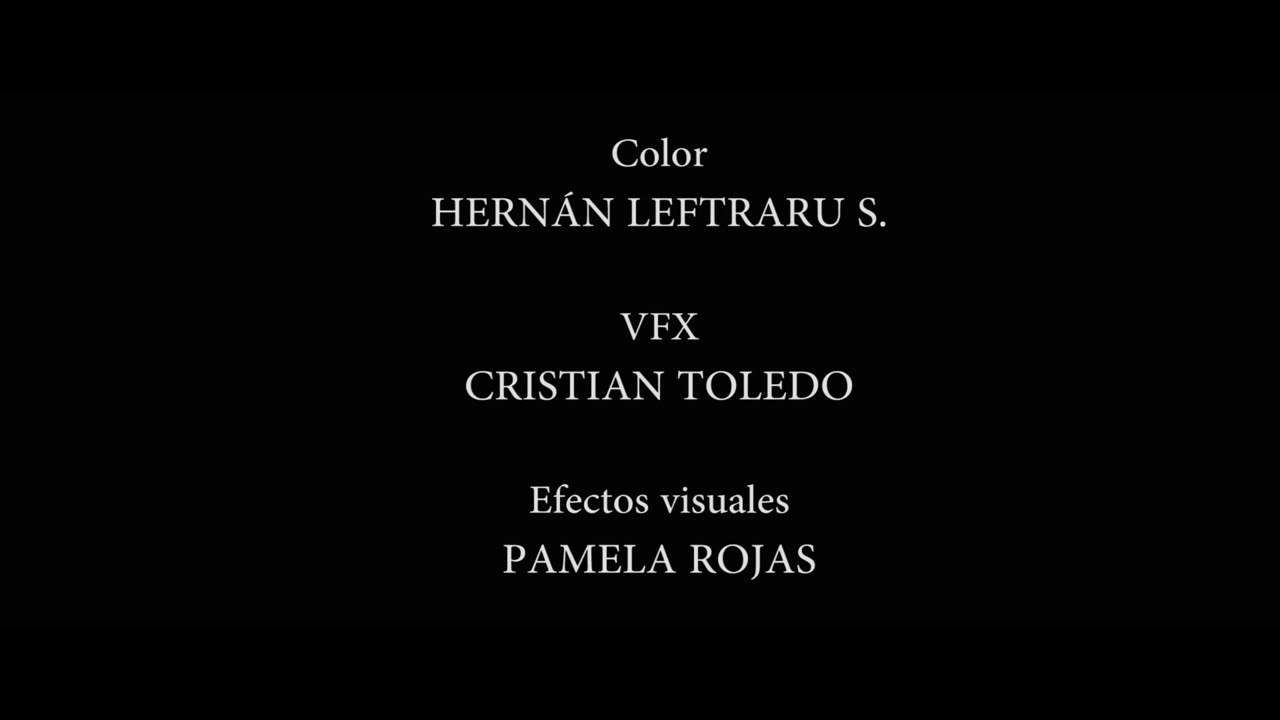 Color
HERNÁN LEFTRARU S.
VFX
CRISTIAN TOLEDO
Efectos visuales
PAMELA ROJAS